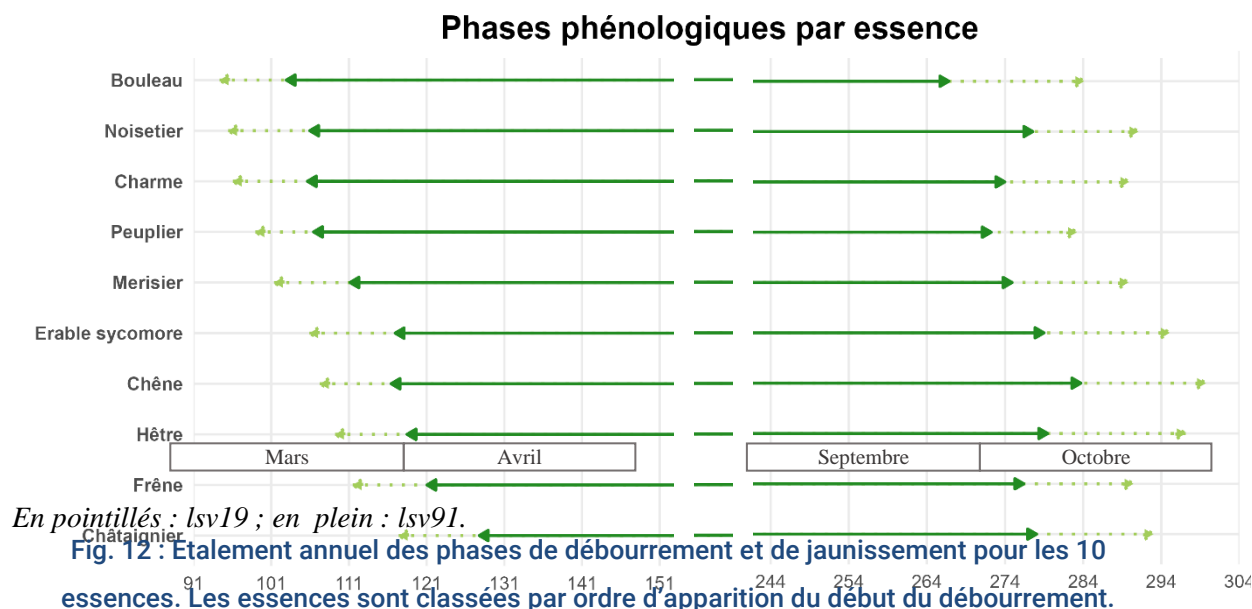 Phases phénologiques par essence
Bouleau
Noisetier
Charme
Peuplier
Merisier
Erable sycomore
Chêne
Hêtre
Mars Avril Septembre Octobre
Frêne
En pointillés : lsv19 ; en plein : lsv91.
Châtaignier
Fig. 12 : Etalement annuel des phases de débourrement et de jaunissement pour les 10
91 101 111 121 131 141 151 244 254 264 274 284 294 304
essences. Les essences sont classées par ordre d'apparition du début du débourrement.